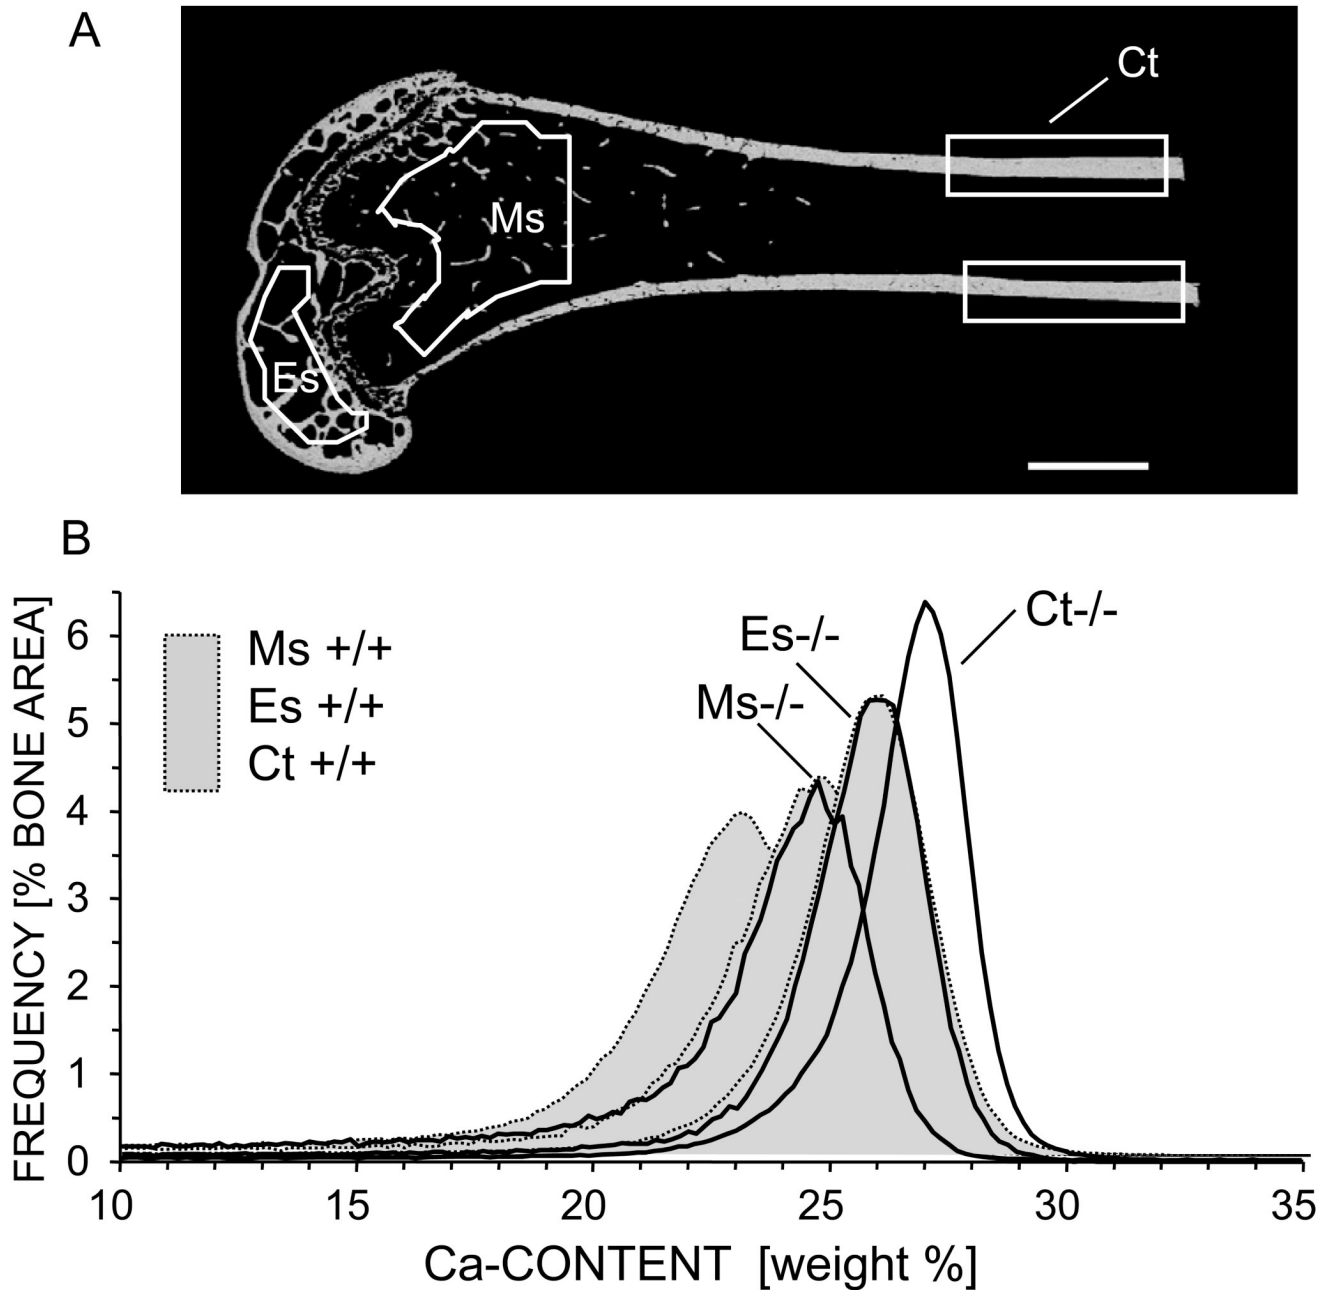 A
Ct
Ms
Es
B
FREQUENCY [% BONE AREA]
6
5
4
3
2
1
0
Ms +/+
Es +/+
Ct +/+
Ms-/-
Es-/-
Ct-/-
10 15 20 25 30 35
Ca-CONTENT [weight %]